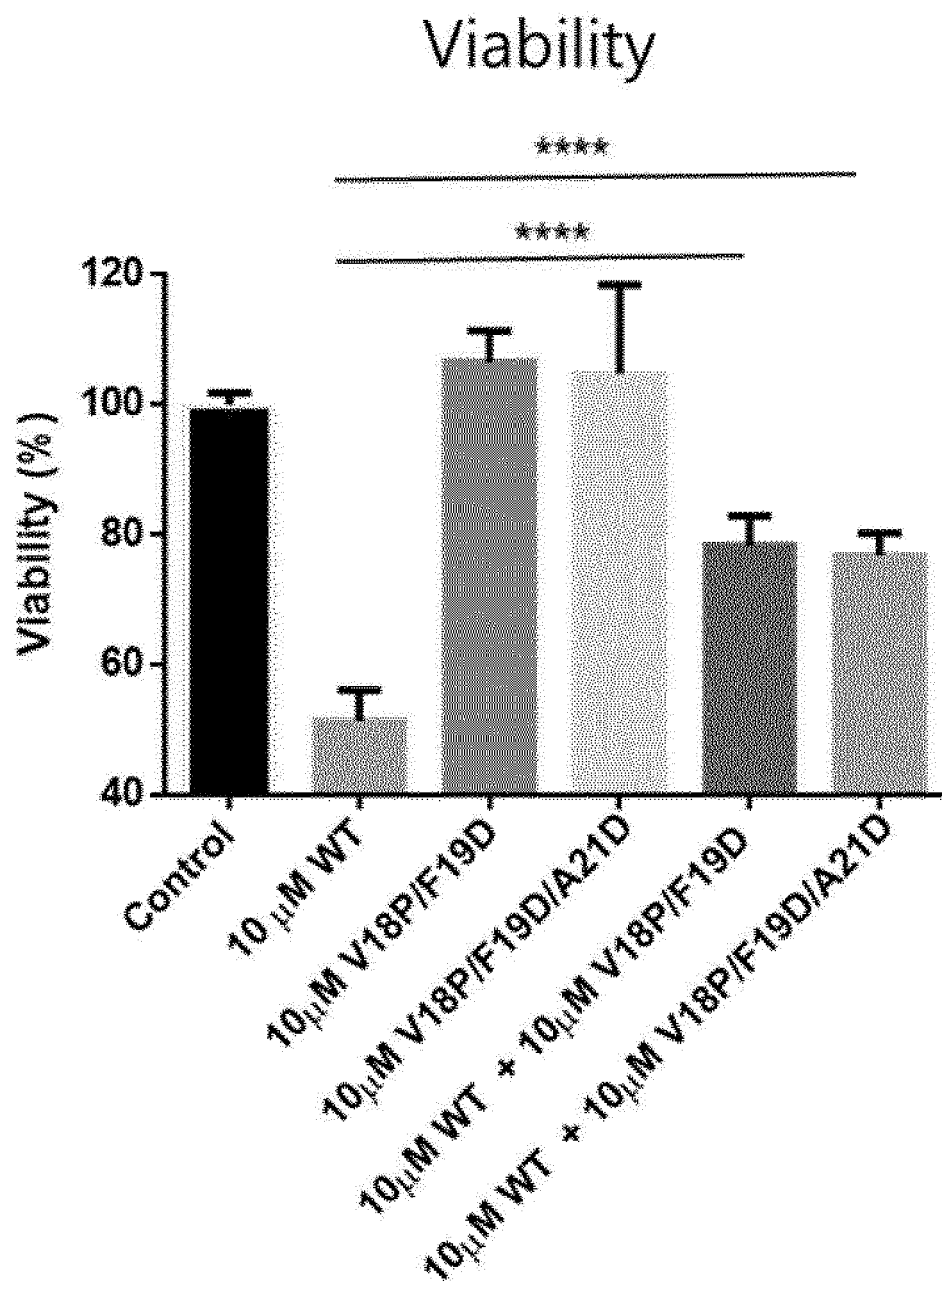 Viability
****
****
120
100
80
60
40
Viability (%)
Control
10 μM WT
10μM V18P/F19D
10μM V18P/F19D/A21D
10μM WT + 10μM V18P/F19D
10μM WT + 10μM V18P/F19D/A21D